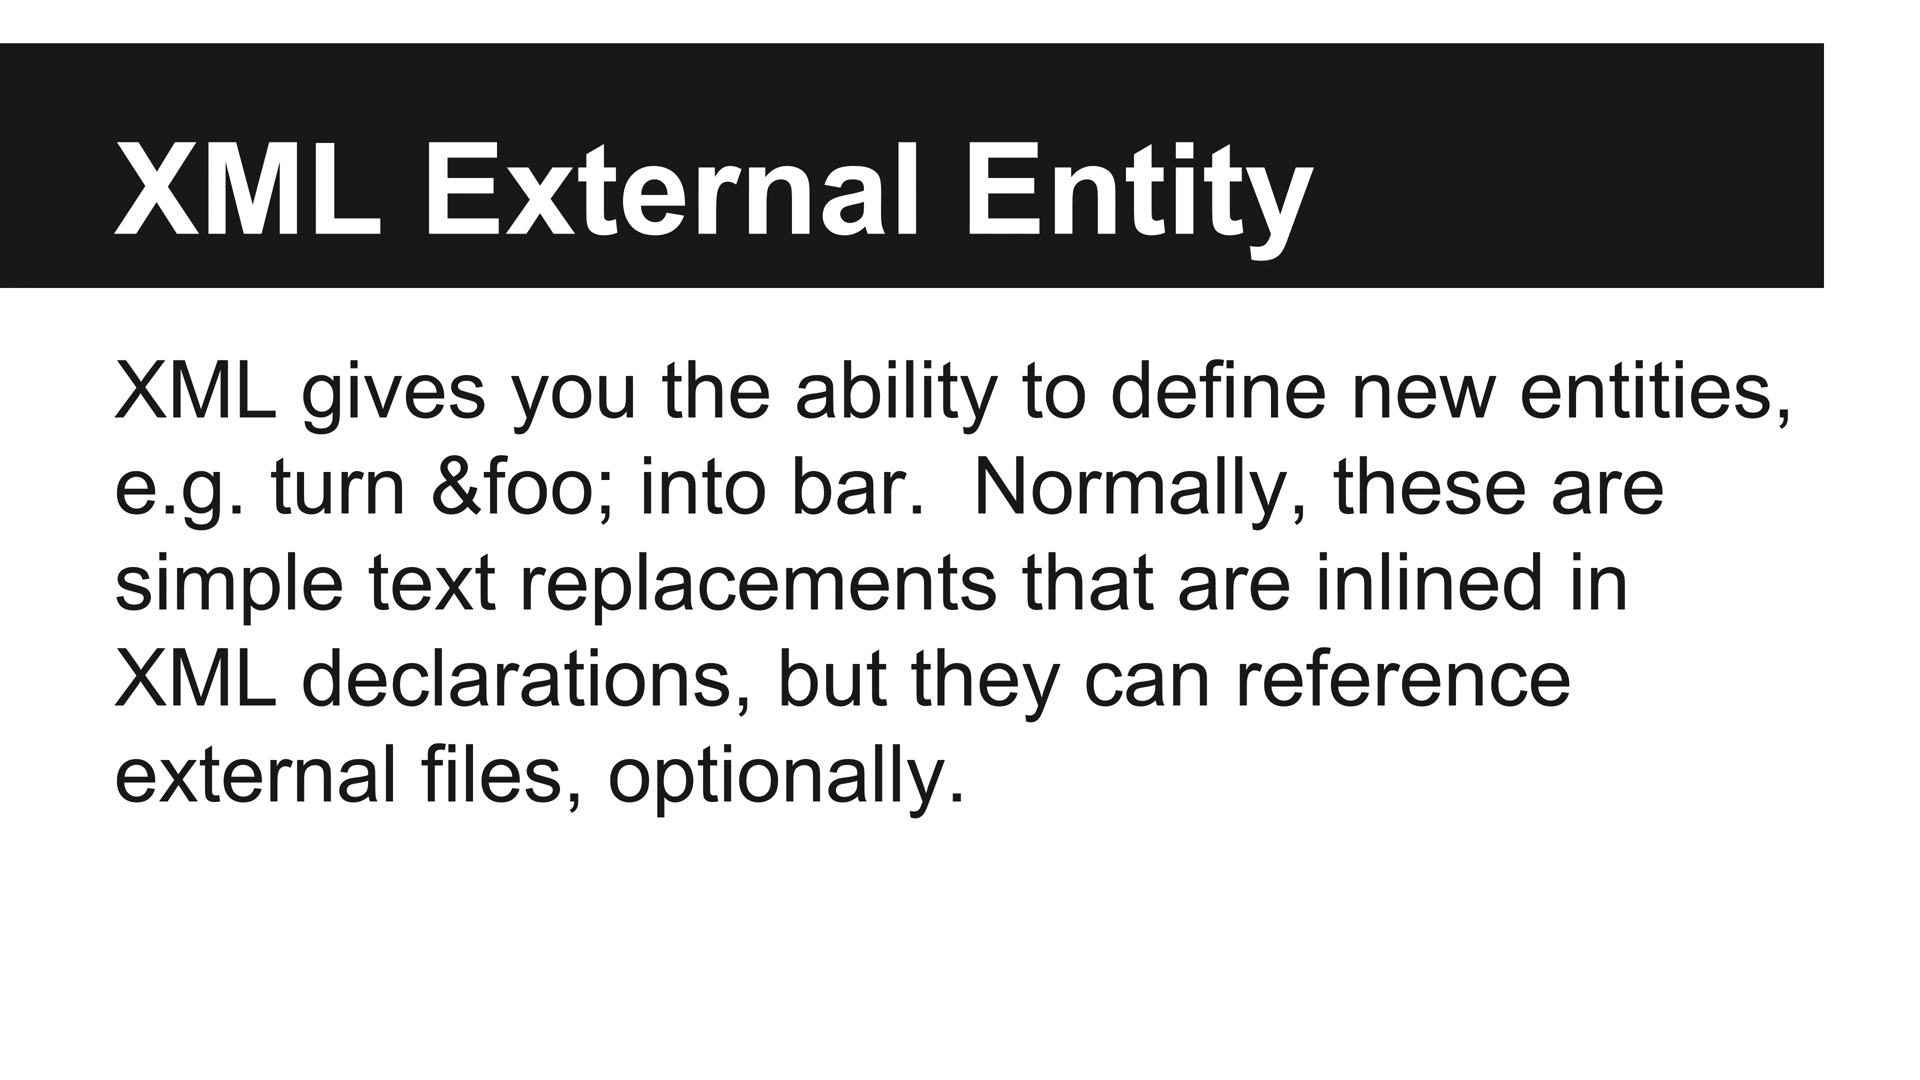 XML External Entity
XML gives you the ability to define new entities,
e.g. turn &foo; into bar.  Normally, these are
simple text replacements that are inlined in
XML declarations, but they can reference
external files, optionally.